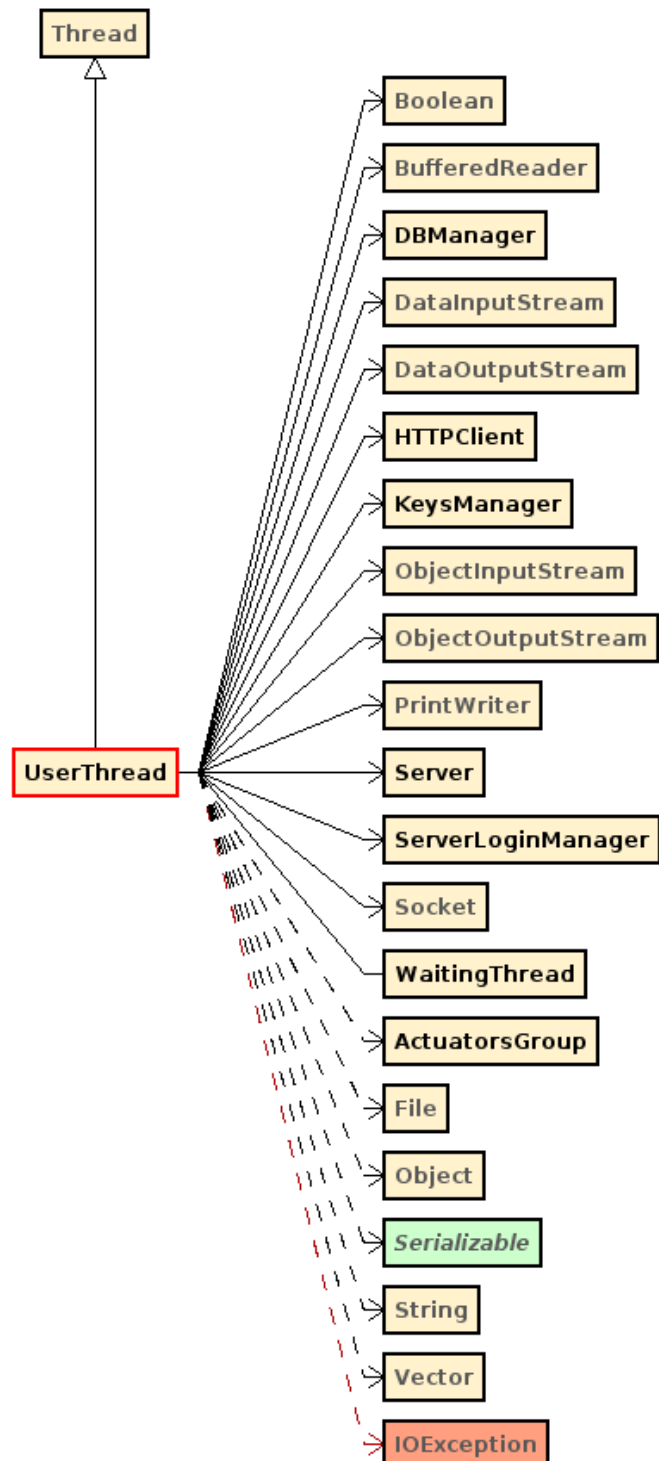 Thread
Boolean
BufferedReader
DBManager
DataInputStream
DataOutputStream
HTTPClient
KeysManager
ObjectInputStream
ObjectOutputStream
PrintWriter
UserThread
Server
ServerLoginManager
Socket
WaitingThread
ActuatorsGroup
File
Object
Serializable
String
Vector
IOException